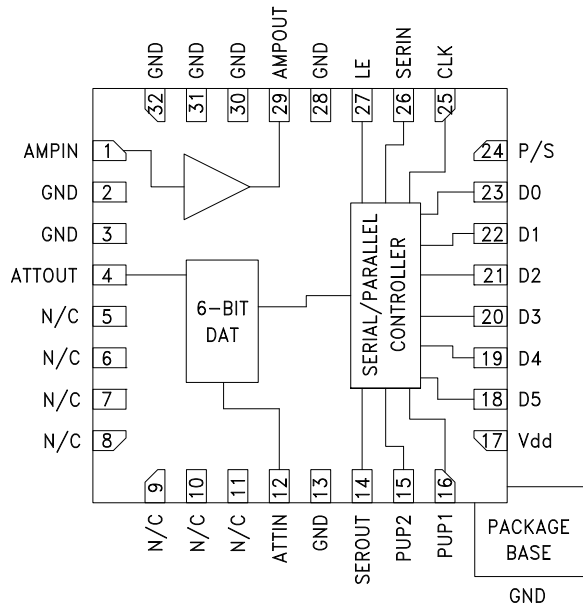 GND
GND
GND
AMPOUT
GND
LE
SERIN
CLK
32
31
30
29
28
27
26
25
AMPIN
1
GND
2
GND
3
ATTOUT
4
N/C
5
N/C
6
N/C
7
N/C
8
6-BIT
DAT
SERIAL/PARALLEL
CONTROLLER
24
P/S
23
D0
22
D1
21
D2
20
D3
19
D4
18
D5
17
Vdd
9
10
11
12
13
14
15
16
N/C
N/C
N/C
ATTIN
GND
SEROUT
PUP2
PUP1
PACKAGE
BASE
GND